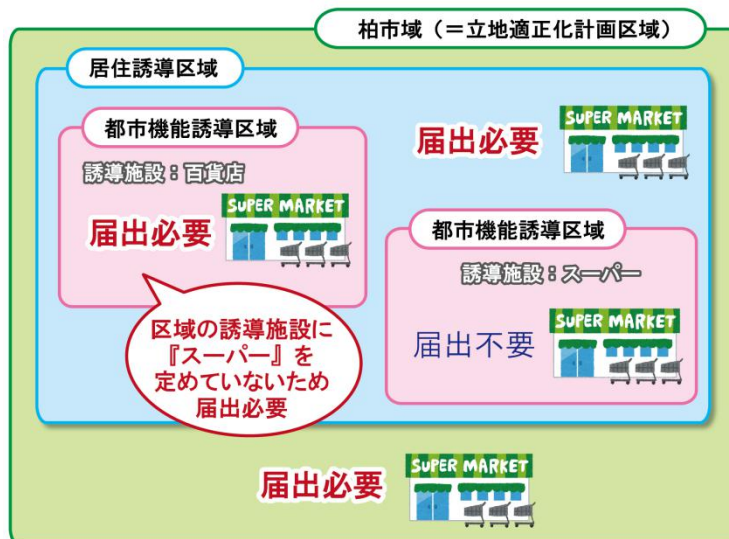 柏市域（＝立地適正化計画区域）
居住誘導区域
都市機能誘導区域
誘導施設：百貨店
届出必要
SUPER MARKET
区域の誘導施設に
『スーパー』を
定めていないため
届出必要
届出必要
SUPER MARKET
都市機能誘導区域
誘導施設：スーパー
届出不要
SUPER MARKET
届出必要
SUPER MARKET